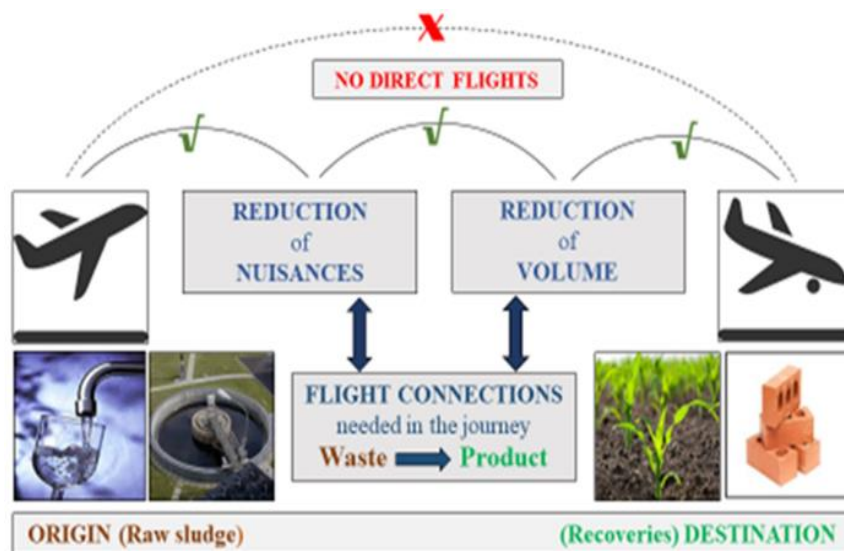 X
NO DIRECT FLIGHTS
√ √ √
REDUCTION
of
NUISANCES
REDUCTION
of
VOLUME
FLIGHT CONNECTIONS
needed in the journey
Waste Product
ORIGIN (Raw sludge) (Recoveries) DESTINATION